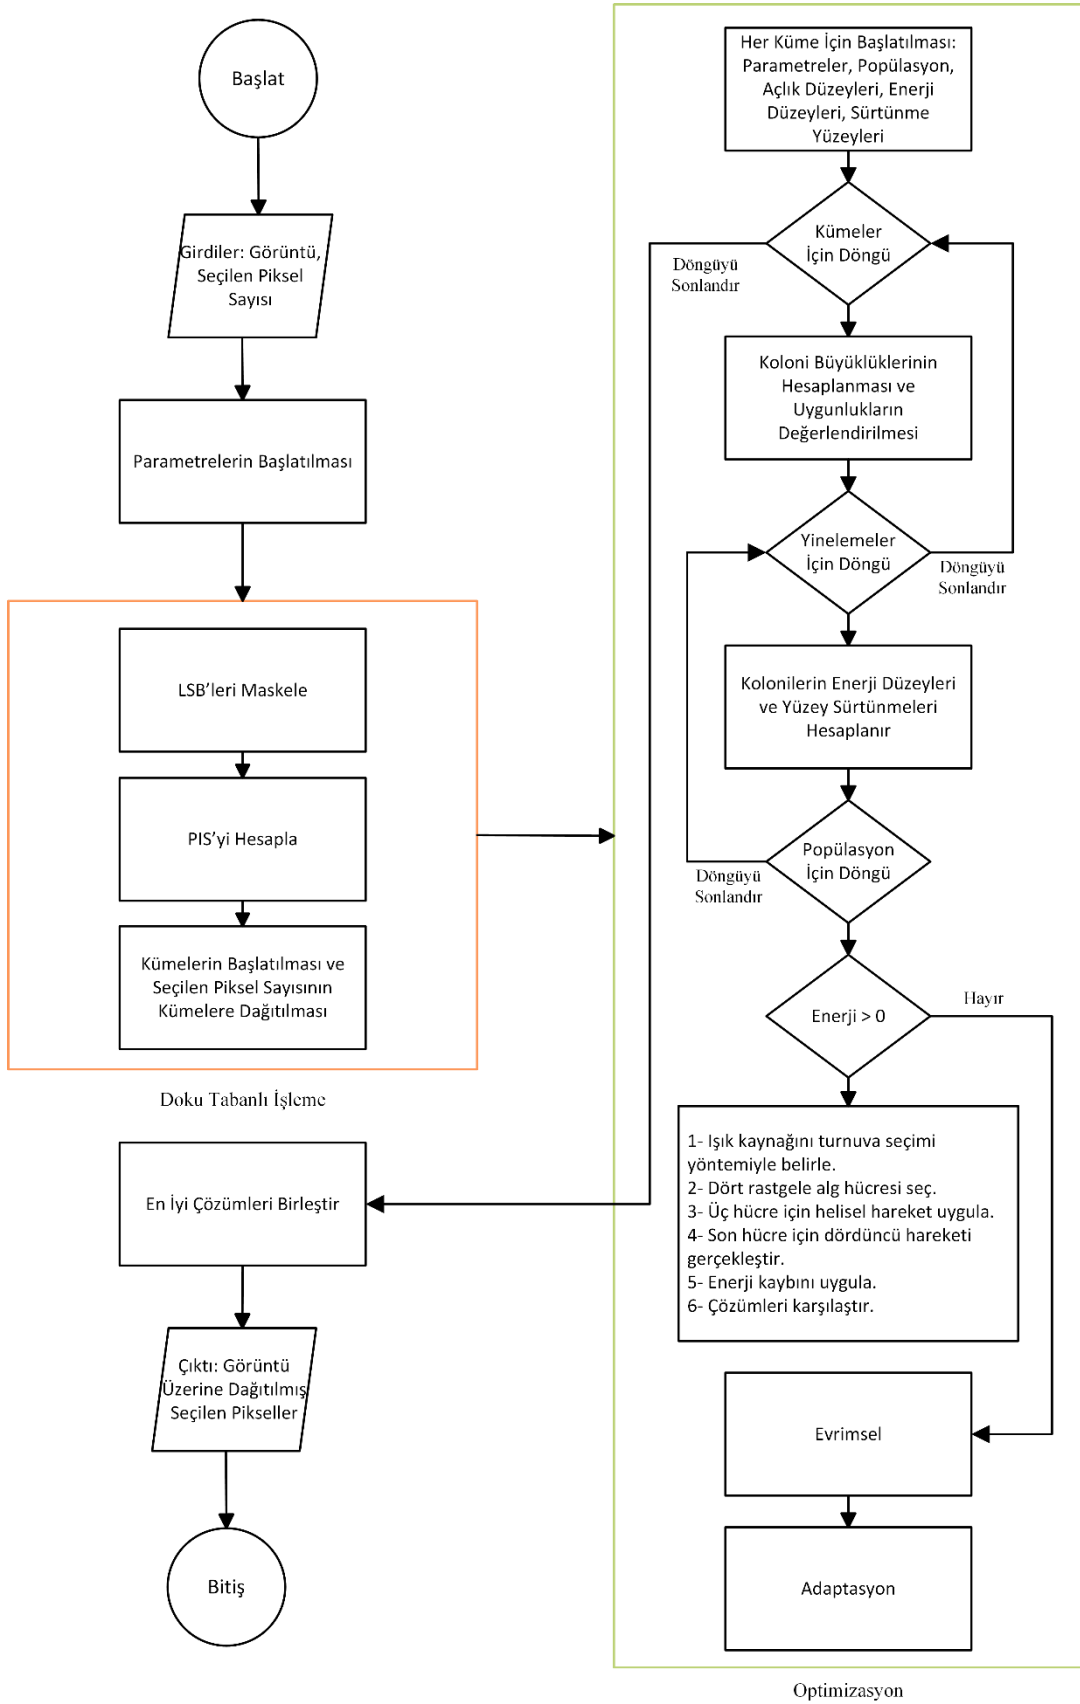 Başlat
Girdiler: Görüntü,
Seçilen Piksel
Sayısı
Parametrelerin Başlatılması
LSB'leri Maskele
PIS'yi Hesapla
Kümelerin Başlatılması ve
Seçilen Piksel Sayısının
Kümelere Dağıtılması
Doku Tabanlı İşleme
En İyi Çözümleri Birleştir
Çıktı: Görüntü
Üzerine Dağıtılmış
Seçilen Pikseller
Bitiş
Her Küme İçin Başlatılması:
Parametreler, Popülasyon,
Açlık Düzeyleri, Enerji
Düzeyleri, Sürtünme
Yüzeyleri
Kümeler
İçin Döngü
Döngüyü
Sonlandır
Koloni Büyüklüklerinin
Hesaplanması ve
Uygunlukların
Değerlendirilmesi
Yinelemeler
İçin Döngü
Döngüyü
Sonlandır
Kolonilerin Enerji Düzeyleri
ve Yüzey Sürtünmeleri
Hesaplanır
Popülasyon
İçin Döngü
Döngüyü
Sonlandır
Enerji > 0
Hayır
1- Işık kaynağını turnuva seçimi
yöntemiyle belirle.
2- Dört rastgele alg hücresi seç.
3- Üç hücre için helisel hareket uygula.
4- Son hücre için dördüncü hareketi
gerçekleştir.
5- Enerji kaybını uygula.
6- Çözümleri karşılaştır.
Evrimsel
Adaptasyon
Optimizasyon